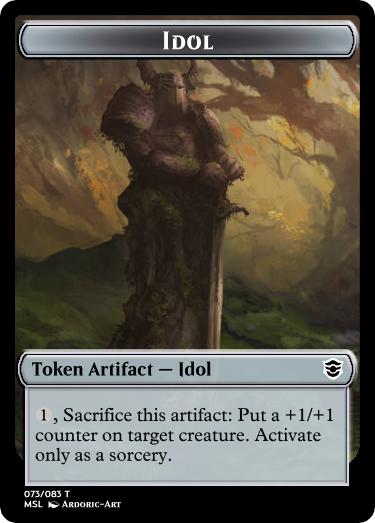 Idol
Token Artifact — Idol
1, Sacrifice this artifact: Put a +1/+1
counter on target creature. Activate
only as a sorcery.
073/083 T
MSL Ardoric-Art